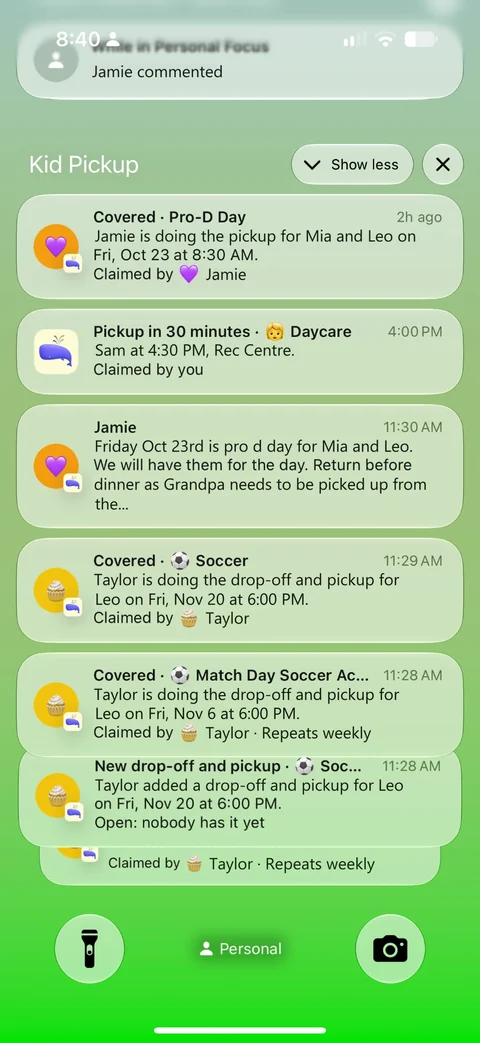 8:40
While in Personal Focus
Jamie commented
Kid Pickup
Show less
Covered · Pro-D Day
2h ago
Jamie is doing the pickup for Mia and Leo on
Fri, Oct 23 at 8:30 AM.
Claimed by 💜 Jamie
Pickup in 30 minutes · 👧 Daycare
4:00 PM
Sam at 4:30 PM, Rec Centre.
Claimed by you
Jamie
11:30 AM
Friday Oct 23rd is pro d day for Mia and Leo.
We will have them for the day. Return before
dinner as Grandpa needs to be picked up from
the...
Covered · ⚽ Soccer
11:29 AM
Taylor is doing the drop-off and pickup for
Leo on Fri, Nov 20 at 6:00 PM.
Claimed by 🧁 Taylor
Covered · ⚽ Match Day Soccer Ac...
11:28 AM
Taylor is doing the drop-off and pickup for
Leo on Fri, Nov 6 at 6:00 PM.
Claimed by 🧁 Taylor · Repeats weekly
New drop-off and pickup · ⚽ Soc...
11:28 AM
Taylor added a drop-off and pickup for Leo
on Fri, Nov 20 at 6:00 PM.
Open: nobody has it yet
Claimed by 🧁 Taylor · Repeats weekly
Personal